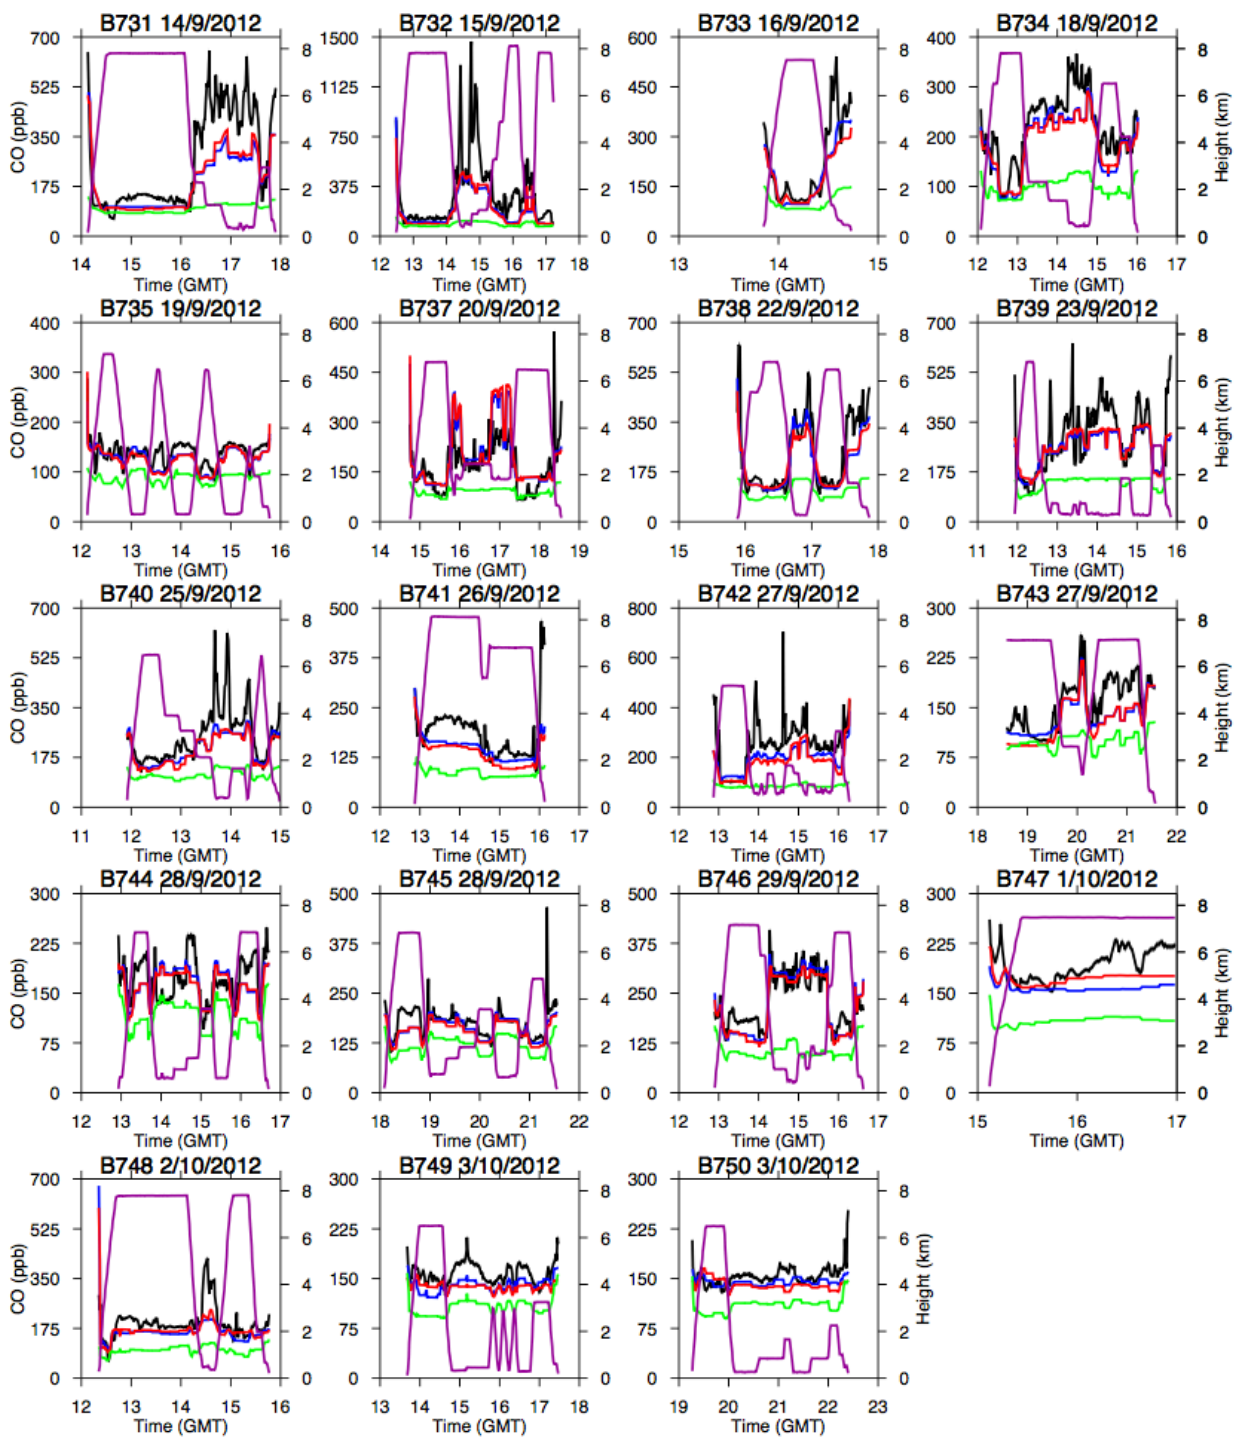 B731 14/9/2012 B732 15/9/2012 B733 16/9/2012 B734 18/9/2012
700 8 1500 8 600 8 400 8
525 6 1125 6 450 6 300 6
CO (ppb) 350 4 750 4 300 4 200 4 Height (km)
175 2 375 2 150 2 100 2
0 0 0 0 0 0 0 0
14 15 16 17 18 12 13 14 15 16 17 18 13 14 15 12 13 14 15 16 17
Time (GMT) Time (GMT) Time (GMT) Time (GMT)
B735 19/9/2012 B737 20/9/2012 B738 22/9/2012 B739 23/9/2012
400 8 600 8 700 8 700 8
300 6 450 6 525 6 525 6
CO (ppb) 200 4 300 4 350 4 350 4 Height (km)
100 2 150 2 175 2 175 2
0 0 0 0 0 0 0 0
12 13 14 15 16 14 15 16 17 18 19 15 16 17 18 11 12 13 14 15 16
Time (GMT) Time (GMT) Time (GMT) Time (GMT)
B740 25/9/2012 B741 26/9/2012 B742 27/9/2012 B743 27/9/2012
700 8 500 8 800 8 300 8
525 6 375 6 600 6 225 6
CO (ppb) 350 4 250 4 400 4 150 4 Height (km)
175 2 125 2 200 2 75 2
0 0 0 0 0 0 0 0
11 12 13 14 15 12 13 14 15 16 17 12 13 14 15 16 17 18 19 20 21 22
Time (GMT) Time (GMT) Time (GMT) Time (GMT)
B744 28/9/2012 B745 28/9/2012 B746 29/9/2012 B747 1/10/2012
300 8 500 8 500 8 300 8
225 6 375 6 375 6 225 6
CO (ppb) 150 4 250 4 250 4 150 4 Height (km)
75 2 125 2 125 2 75 2
0 0 0 0 0 0 0 0
12 13 14 15 16 17 18 19 20 21 22 12 13 14 15 16 17 15 16 17
Time (GMT) Time (GMT) Time (GMT) Time (GMT)
B748 2/10/2012 B749 3/10/2012 B750 3/10/2012
700 8 300 8 300 8
525 6 225 6 225 6
CO (ppb) 350 4 150 4 150 4 Height (km)
175 2 75 2 75 2
0 0 0 0 0 0
12 13 14 15 16 13 14 15 16 17 18 19 20 21 22 23
Time (GMT) Time (GMT) Time (GMT)